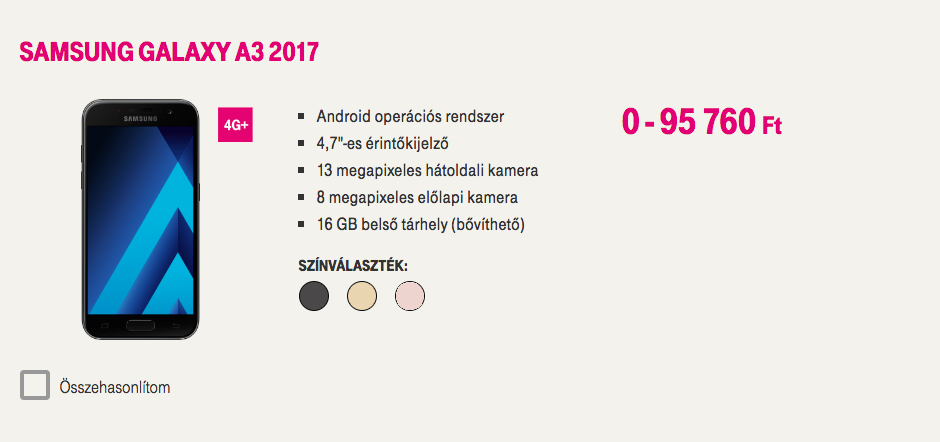 SAMSUNG GALAXY A3 2017
SAMSUNG
4G+
Android operációs rendszer
4,7"-es érintőkijelző
13 megapixeles hátoldali kamera
8 megapixeles előlapi kamera
16 GB belső tárhely (bővíthető)
0 - 95 760 Ft
SZÍNVÁLASZTÉK:
Összehasonlítom